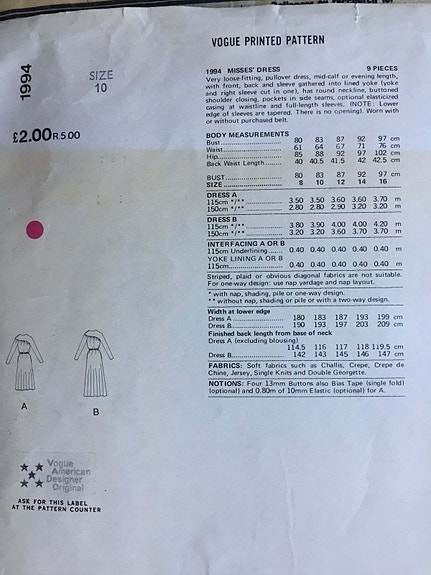 VOGUE PRINTED PATTERN
1994
SIZE
10
£2.00 R.5.00
1994 MISSES' DRESS 9 PIECES
Very loose-fitting, pullover dress, mid-calf or evening length,
with front, back and sleeve gathered into lined yoke (yoke
and right sleeve cut in one), has round neckline, buttoned
shoulder closing, pockets in side seams, optional elasticized
casing at waistline and full-length sleeves. (NOTE: Lower
edge of sleeves are tapered. There is no opening). Worn with
or without purchased belt.
BODY MEASUREMENTS
Bust 80 83 87 92 97 cm
Waist 61 64 67 71 76 cm
Hip 85 88 92 97 102 cm
Back Waist Length 40 40.5 41.5 42 42.5 cm
BUST 80 83 87 92 97 cm
SIZE 8 10 12 14 16
DRESS A
115cm */** 3.50 3.50 3.60 3.60 3.70 m
150cm */** 2.80 2.80 2.90 3.20 3.20 m
DRESS B
115cm */** 3.80 3.90 4.00 4.00 4.20 m
150cm */** 3.20 3.20 3.60 3.70 3.70 m
INTERFACING A OR B
115cm Underlining 0.40 0.40 0.40 0.40 0.40 m
YOKE LINING A OR B
115cm 0.40 0.40 0.40 0.40 0.40 m
Striped, plaid or obvious diagonal fabrics are not suitable.
For one-way design: use nap yardage and nap layout.
* with nap, shading, pile or one-way design.
** without nap, shading or pile or with a two-way design.
Width at lower edge
Dress A 180 183 187 193 199 cm
Dress B 190 193 197 203 209 cm
Finished back length from base of neck
Dress A (excluding blousing)
114.5 116 117 118 119.5 cm
Dress B 142 143 145 146 147 cm
FABRICS: Soft fabrics such as Challis, Crepe, Crepe de
Chine, Jersey, Single Knits and Double Georgette.
NOTIONS: Four 13mm Buttons also Bias Tape (single fold)
(optional) and 0.80m of 10mm Elastic (optional) for A.
A
B
Vogue
American
Designer
Original
ASK FOR THIS LABEL
AT THE PATTERN COUNTER